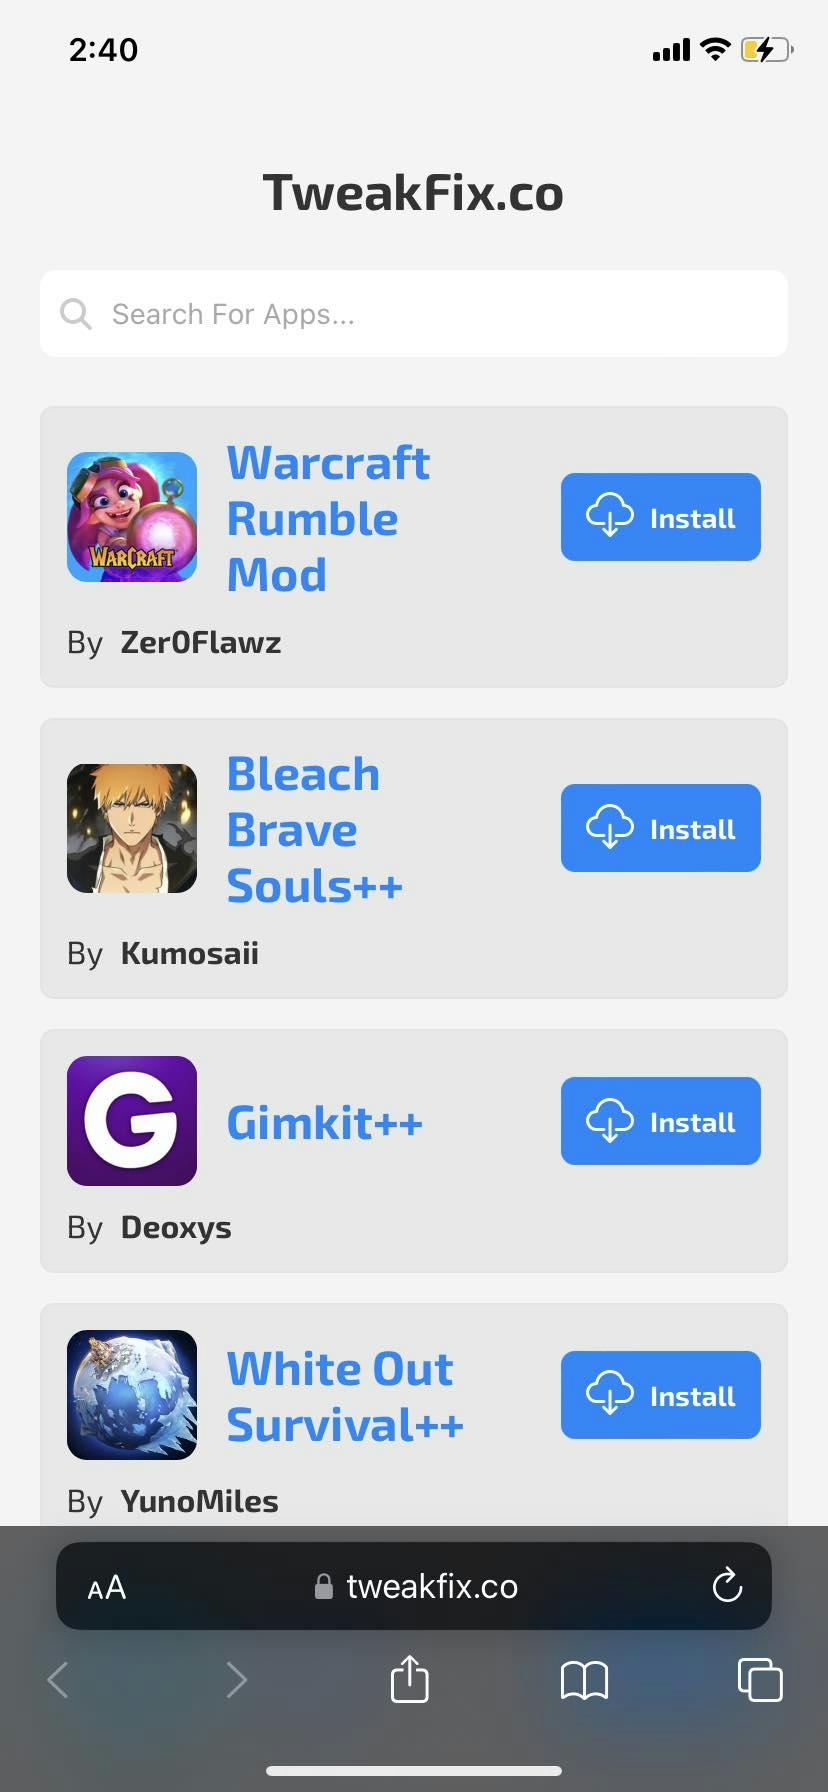 2:40
TweakFix.co
Search For Apps...
WARCRAFT
Warcraft
Rumble
Mod
Install
By Zer0Flawz
Bleach
Brave
Souls++
Install
By Kumosaii
G
Gimkit++
Install
By Deoxys
White Out
Survival++
Install
By YunoMiles
AA
tweakfix.co